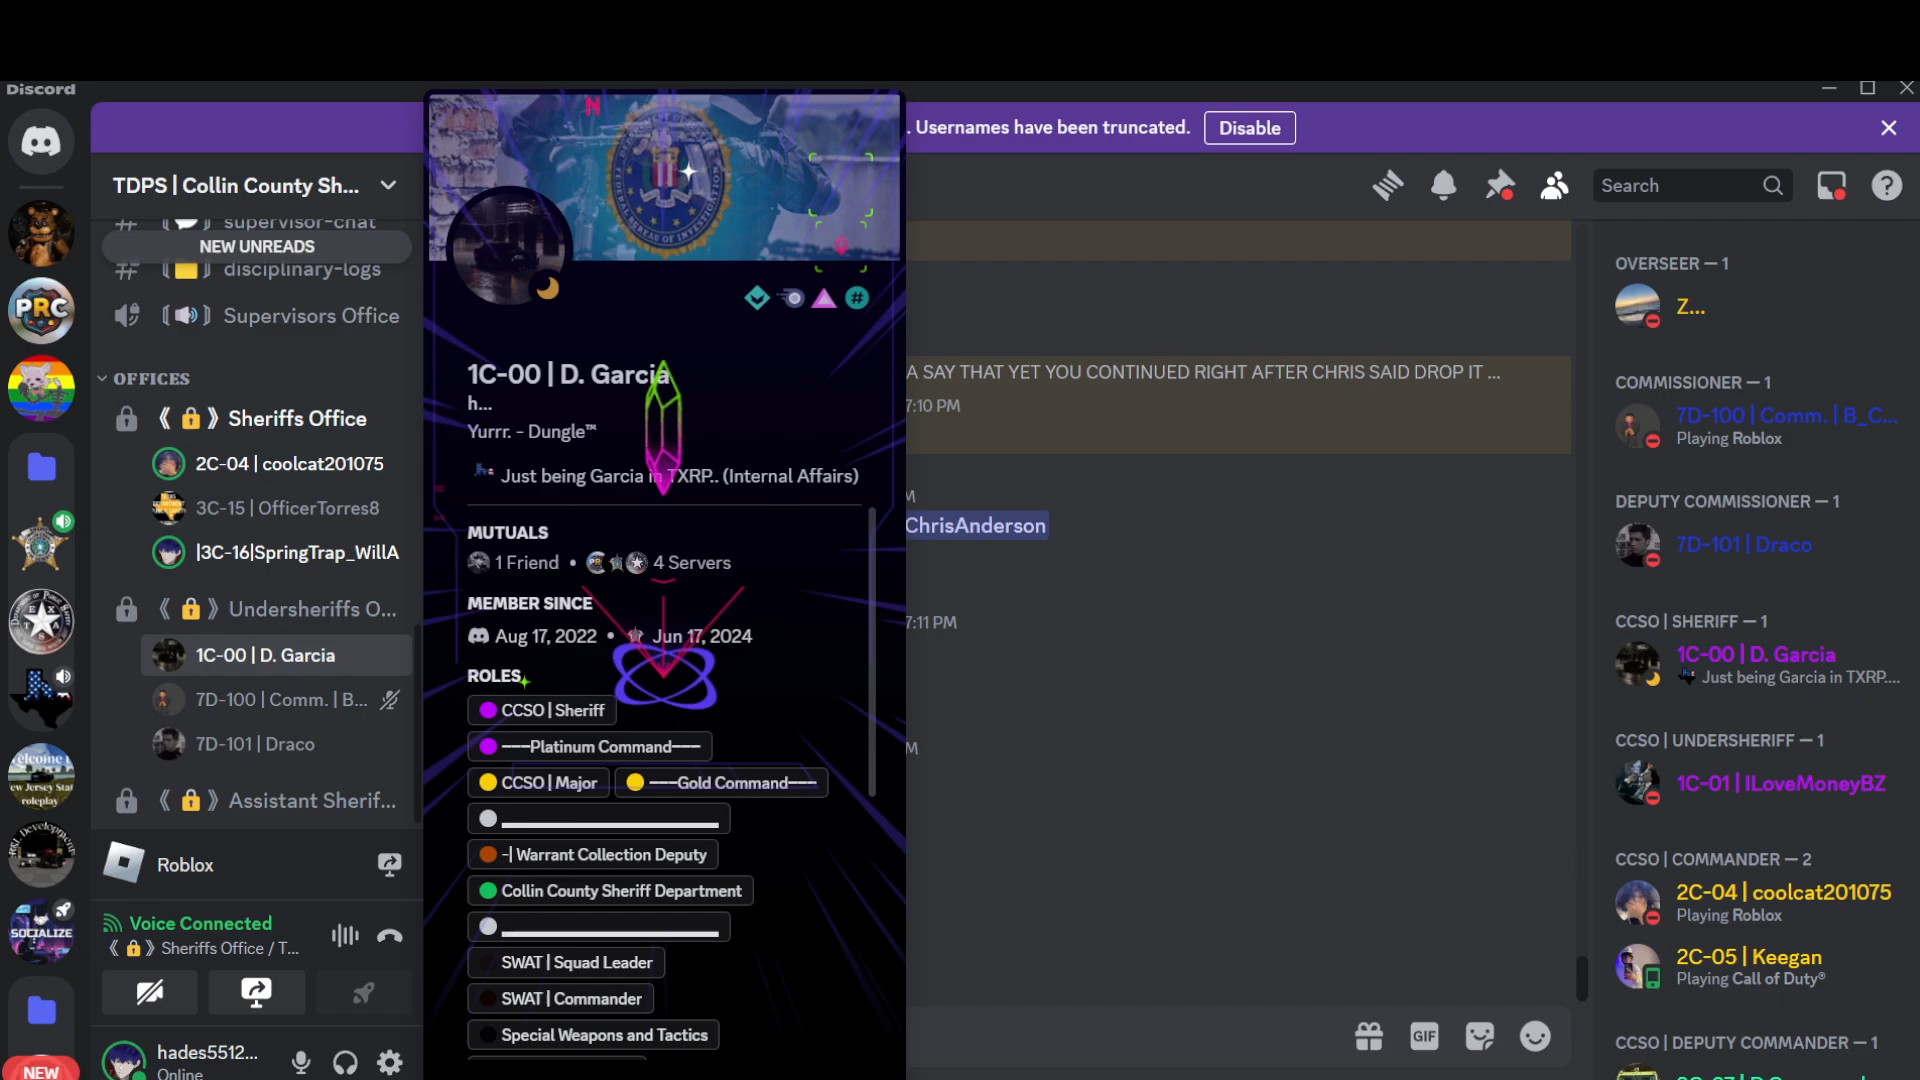 Discord
. Usernames have been truncated.
Disable
TDPS | Collin County Sh...
Search
supervisor-chat
NEW UNREADS
disciplinary-logs
Supervisors Office
OFFICES
Sheriffs Office
2C-04 | coolcat201075
3C-15 | OfficerTorres8
|3C-16|SpringTrap_WillA
Undersheriffs O...
1C-00 | D. Garcia
7D-100 | Comm. | B...
7D-101 | Draco
Assistant Sherif...
Roblox
Voice Connected
Sheriffs Office / T...
hades5512...
Online
PRC
SOCIALIZE
NEW
1C-00 | D. Garcia
h...
Yurrr. - Dungle™
Just being Garcia in TXRP.. (Internal Affairs)
MUTUALS
1 Friend • 4 Servers
MEMBER SINCE
Aug 17, 2022 • Jun 17, 2024
ROLES
CCSO | Sheriff
———Platinum Command———
CCSO | Major
———Gold Command———
-| Warrant Collection Deputy
Collin County Sheriff Department
SWAT | Squad Leader
SWAT | Commander
Special Weapons and Tactics
A SAY THAT YET YOU CONTINUED RIGHT AFTER CHRIS SAID DROP IT ...
7:10 PM
M
ChrisAnderson
7:11 PM
M
GIF
OVERSEER — 1
Z...
COMMISSIONER — 1
7D-100 | Comm. | B_C...
Playing Roblox
DEPUTY COMMISSIONER — 1
7D-101 | Draco
CCSO | SHERIFF — 1
1C-00 | D. Garcia
Just being Garcia in TXRP....
CCSO | UNDERSHERIFF — 1
1C-01 | ILoveMoneyBZ
CCSO | COMMANDER — 2
2C-04 | coolcat201075
Playing Roblox
2C-05 | Keegan
Playing Call of Duty®
CCSO | DEPUTY COMMANDER — 1